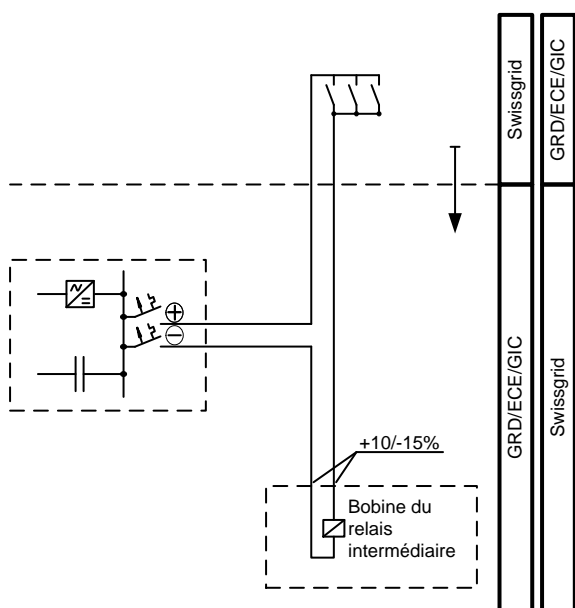 Swissgrid
GRD/ECE/GIC
GRD/ECE/GIC
Swissgrid
+10/-15%
Bobine du
relais
intermédiaire